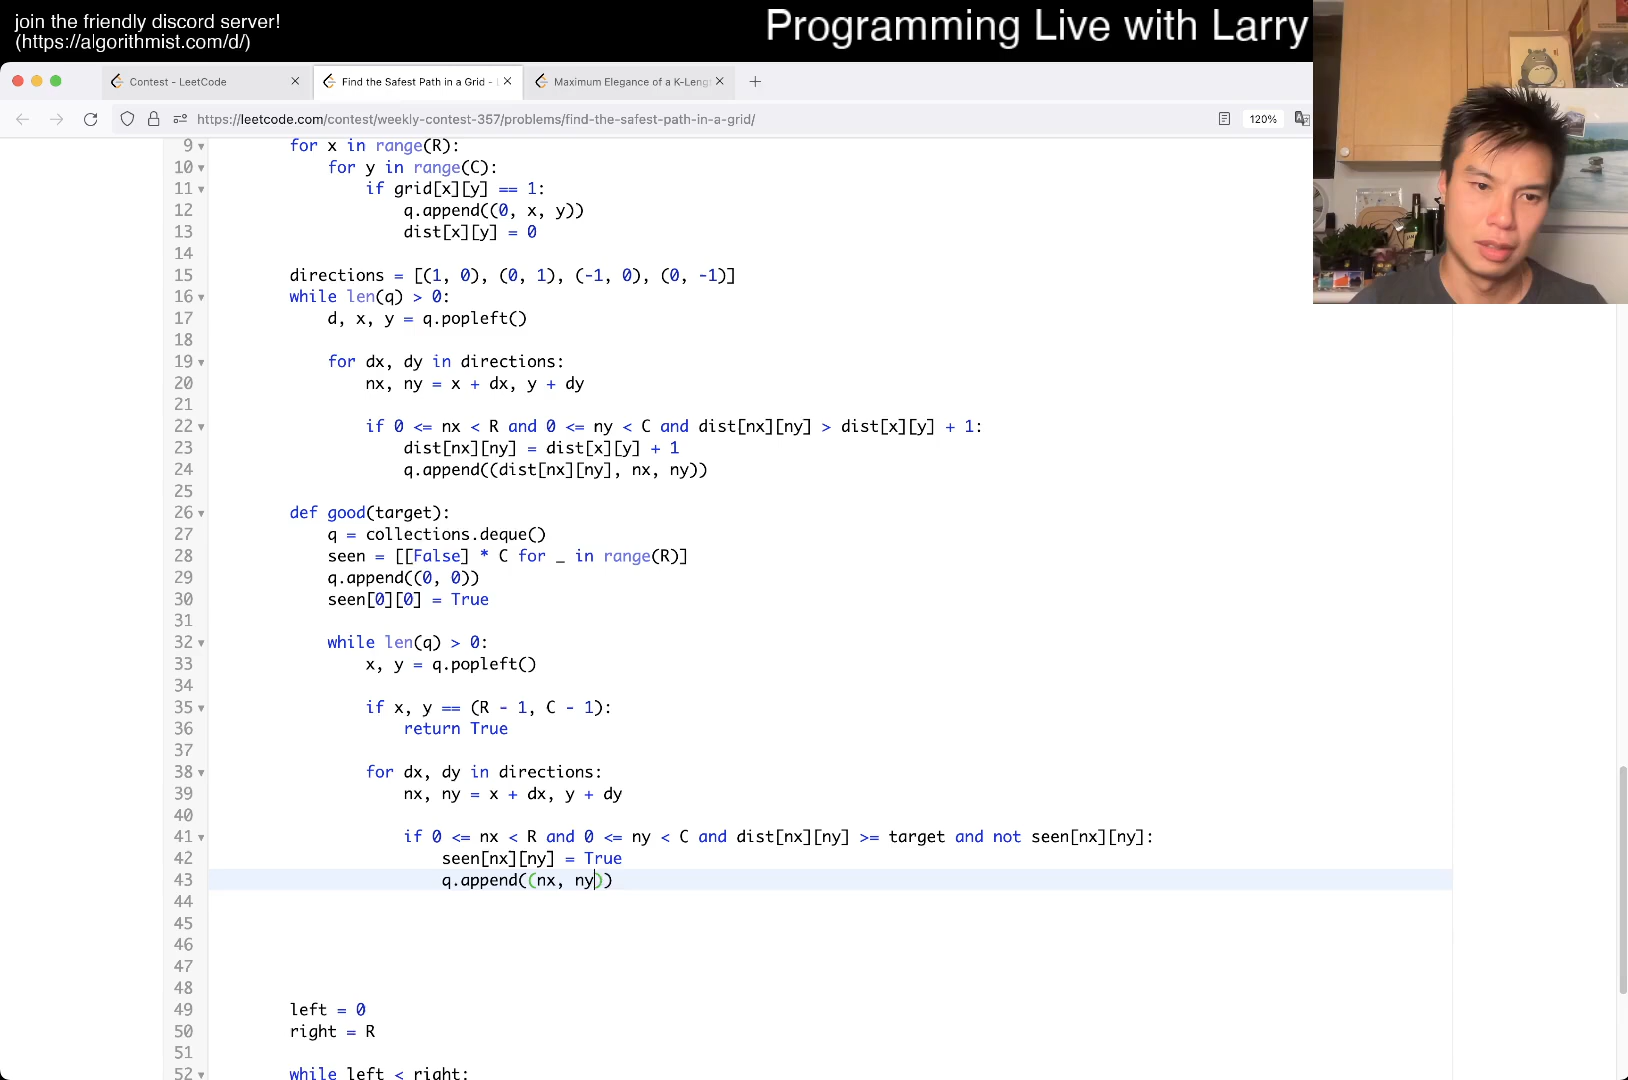 join the friendly discord server!
(https://algorithmist.com/d/)
Programming Live with Larry
Contest - LeetCode
Find the Safest Path in a Grid -
Maximum Elegance of a K-Leng
https://leetcode.com/contest/weekly-contest-357/problems/find-the-safest-path-in-a-grid/
120%
9 for x in range(R):
10 for y in range(C):
11 if grid[x][y] == 1:
12 q.append((0, x, y))
13 dist[x][y] = 0
14
15 directions = [(1, 0), (0, 1), (-1, 0), (0, -1)]
16 while len(q) > 0:
17 d, x, y = q.popleft()
18
19 for dx, dy in directions:
20 nx, ny = x + dx, y + dy
21
22 if 0 <= nx < R and 0 <= ny < C and dist[nx][ny] > dist[x][y] + 1:
23 dist[nx][ny] = dist[x][y] + 1
24 q.append((dist[nx][ny], nx, ny))
25
26 def good(target):
27 q = collections.deque()
28 seen = [[False] * C for _ in range(R)]
29 q.append((0, 0))
30 seen[0][0] = True
31
32 while len(q) > 0:
33 x, y = q.popleft()
34
35 if x, y == (R - 1, C - 1):
36 return True
37
38 for dx, dy in directions:
39 nx, ny = x + dx, y + dy
40
41 if 0 <= nx < R and 0 <= ny < C and dist[nx][ny] >= target and not seen[nx][ny]:
42 seen[nx][ny] = True
43 q.append((nx, ny))
44
45
46
47
48
49 left = 0
50 right = R
51
52 while left < right: